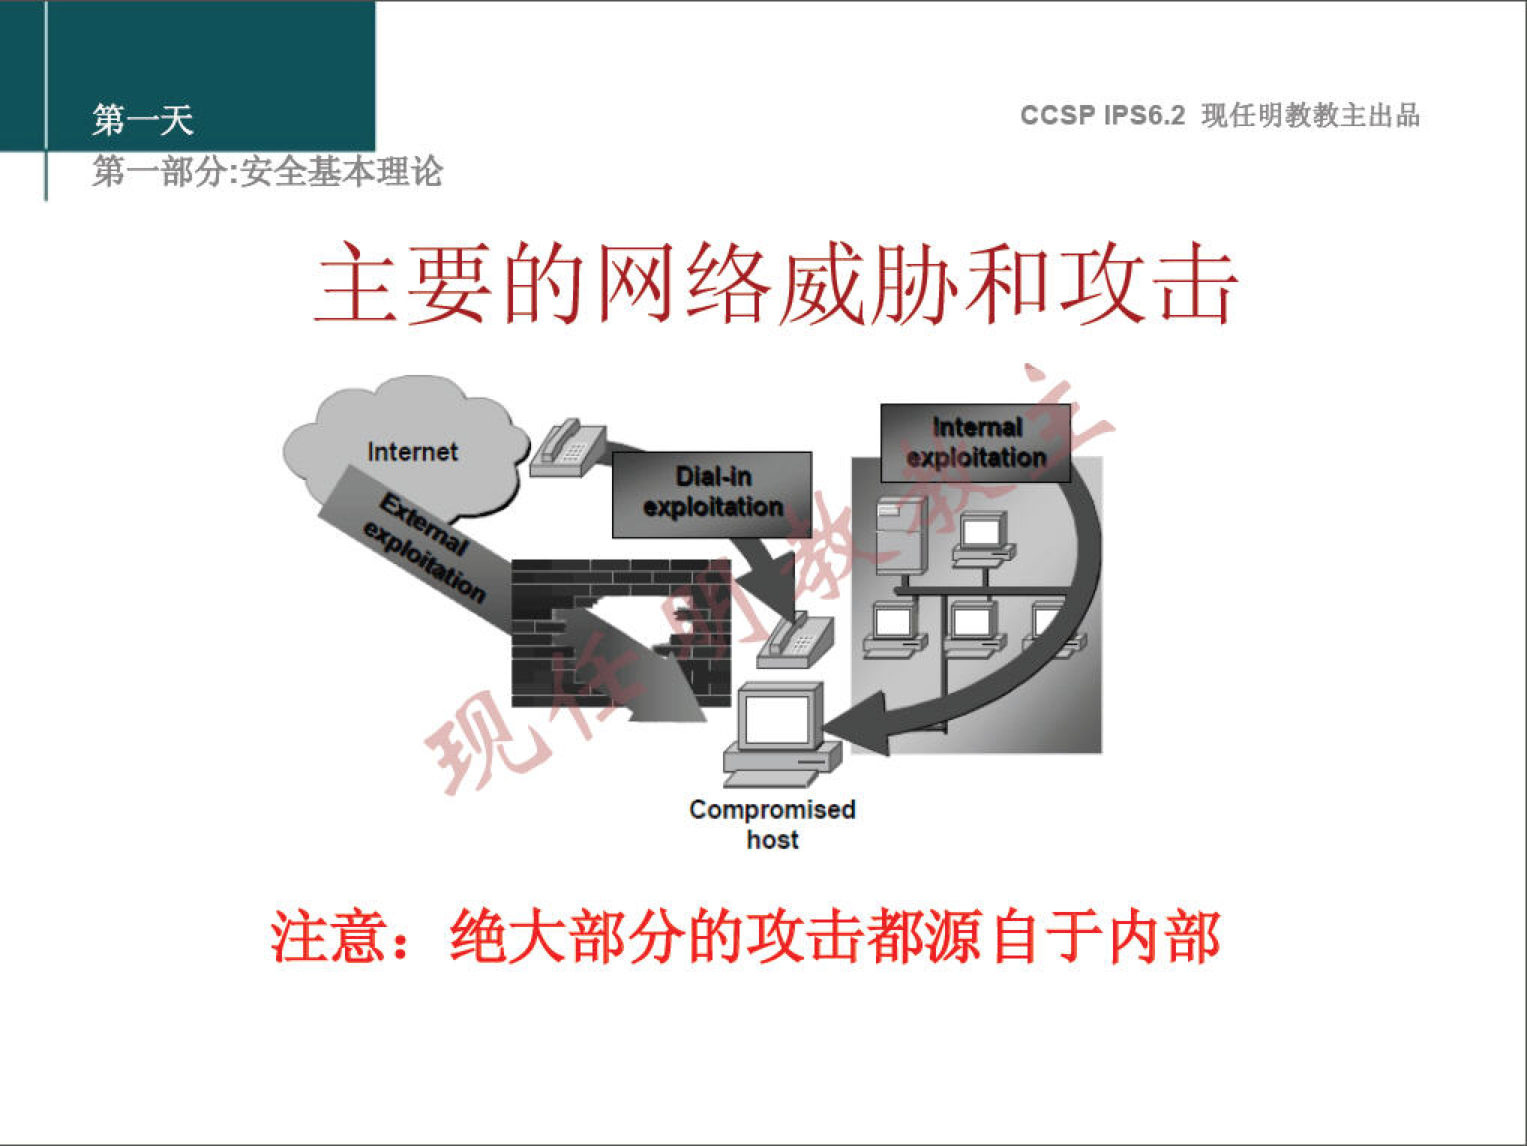 第一天
CCSP IPS6.2 现任明教教主出品
第一部分:安全基本理论
主要的网络威胁和攻击
Internet
External
exploitation
Dial-in
exploitation
Internal
exploitation
现任明教教主
Compromised
host
注意：绝大部分的攻击都源自于内部